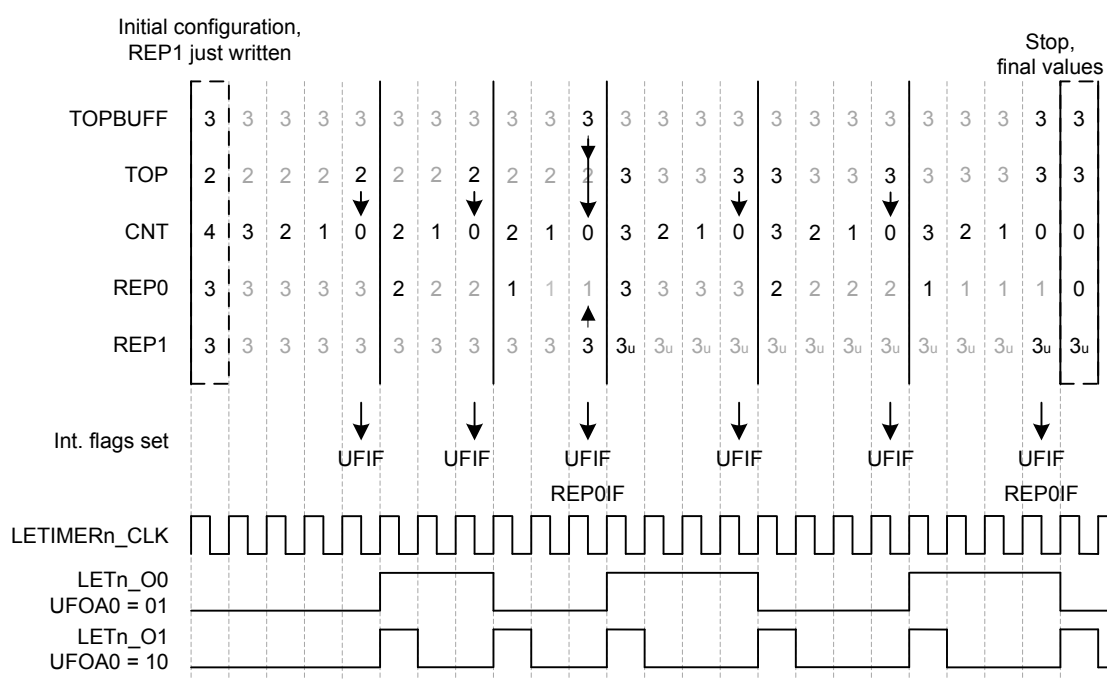 Initial configuration,
REP1 just written
Stop,
final values
TOPBUFF 3 3 3 3 3 3 3 3 3 3 3 3 3 3 3 3 3 3 3 3 3 3 3 3
TOP 2 2 2 2 2 2 2 2 2 2 2 3 3 3 3 3 3 3 3 3 3 3 3 3
CNT 4 3 2 1 0 2 1 0 2 1 0 3 2 1 0 3 2 1 0 3 2 1 0 0
REP0 3 3 3 3 3 2 2 2 1 1 1 3 3 3 3 2 2 2 2 1 1 1 1 0
REP1 3 3 3 3 3 3 3 3 3 3 3 3u 3u 3u 3u 3u 3u 3u 3u 3u 3u 3u 3u 3u
Int. flags set
UFIF UFIF UFIF UFIF UFIF UFIF
REP0IF REP0IF
LETIMERn_CLK
LETn_O0
UFOA0 = 01
LETn_O1
UFOA0 = 10